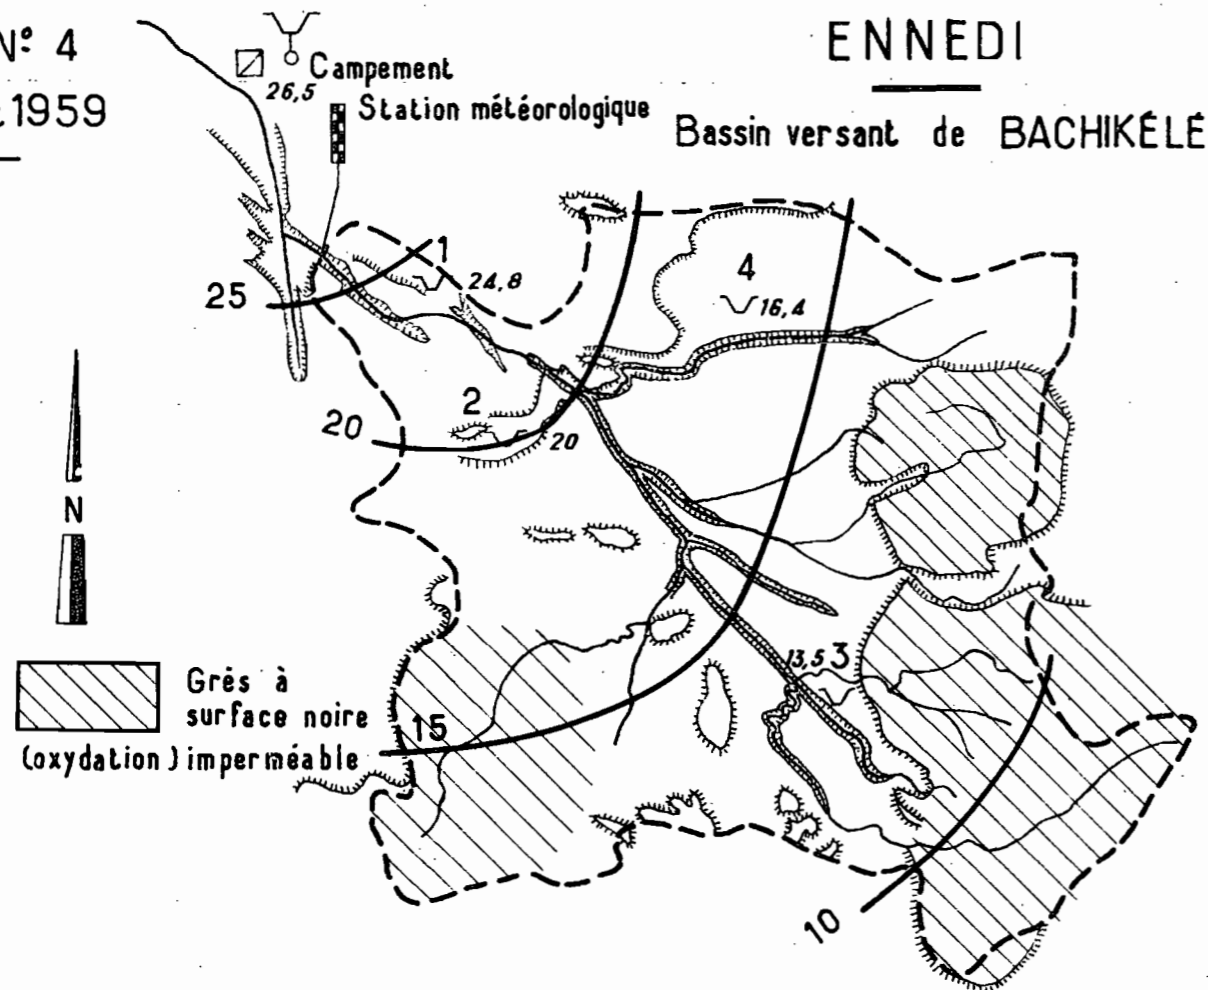 N° 4
1959
ENNEDI
Bassin versant de BACHIKÉLÉ
Campement
26,5
Station météorologique
1
24,8
25
4
16,4
2
20
20
N
13,5 3
Grés à
surface noire
(oxydation) imperméable
15
10